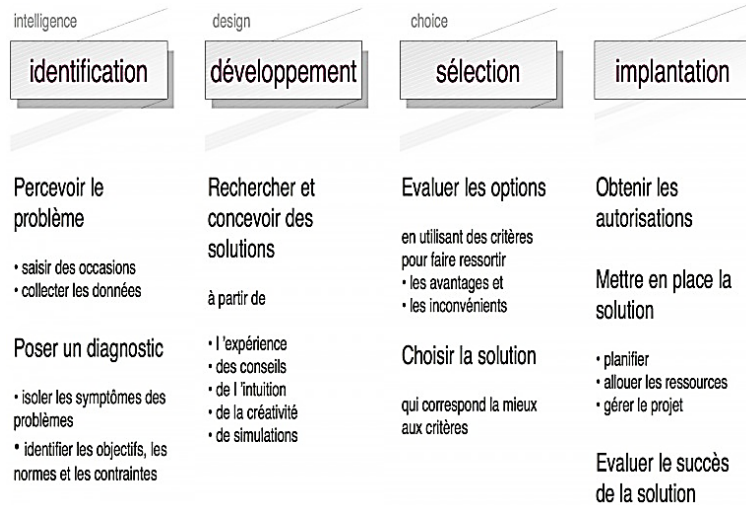 intelligence
identification
Percevoir le
problème
• saisir des occasions
• collecter les données
Poser un diagnostic
• isoler les symptômes des
problèmes
• identifier les objectifs, les
normes et les contraintes
design
développement
Rechercher et
concevoir des
solutions
à partir de
• l 'expérience
• des conseils
• de l 'intuition
• de la créativité
• de simulations
choice
sélection
Evaluer les options
en utilisant des critères
pour faire ressortir
• les avantages et
• les inconvénients
Choisir la solution
qui correspond la mieux
aux critères
implantation
Obtenir les
autorisations
Mettre en place la
solution
• planifier
• allouer les ressources
• gérer le projet
Evaluer le succès
de la solution